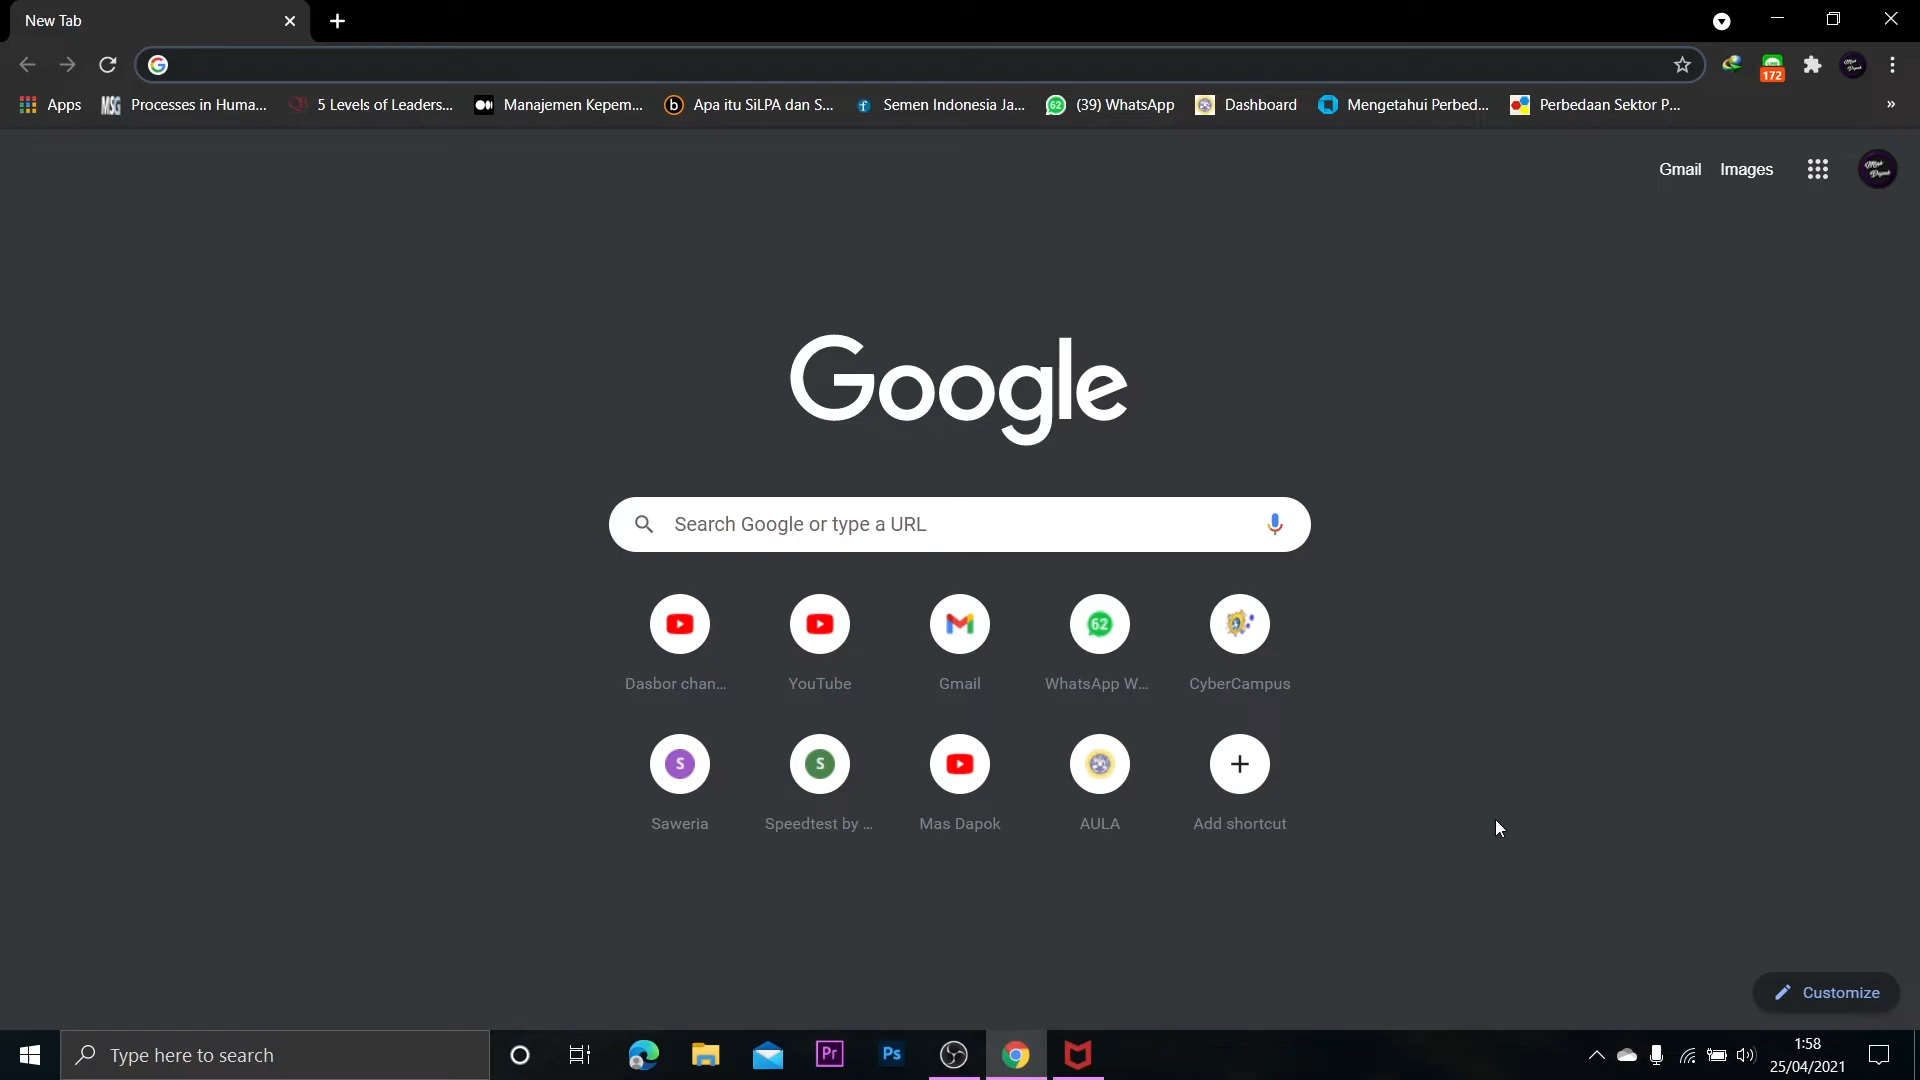 New Tab
172
Apps
MSG Processes in Huma...
5 Levels of Leaders...
Manajemen Kepem...
b Apa itu SiLPA dan S...
f Semen Indonesia Ja...
62 (39) WhatsApp
Dashboard
Mengetahui Perbed...
Perbedaan Sektor P...
»
Gmail Images
Google
Search Google or type a URL
62
Dasbor chan... YouTube Gmail WhatsApp W... CyberCampus
S S
Saweria Speedtest by ... Mas Dapok AULA Add shortcut
Customize
Type here to search
Pr Ps
1:58
25/04/2021